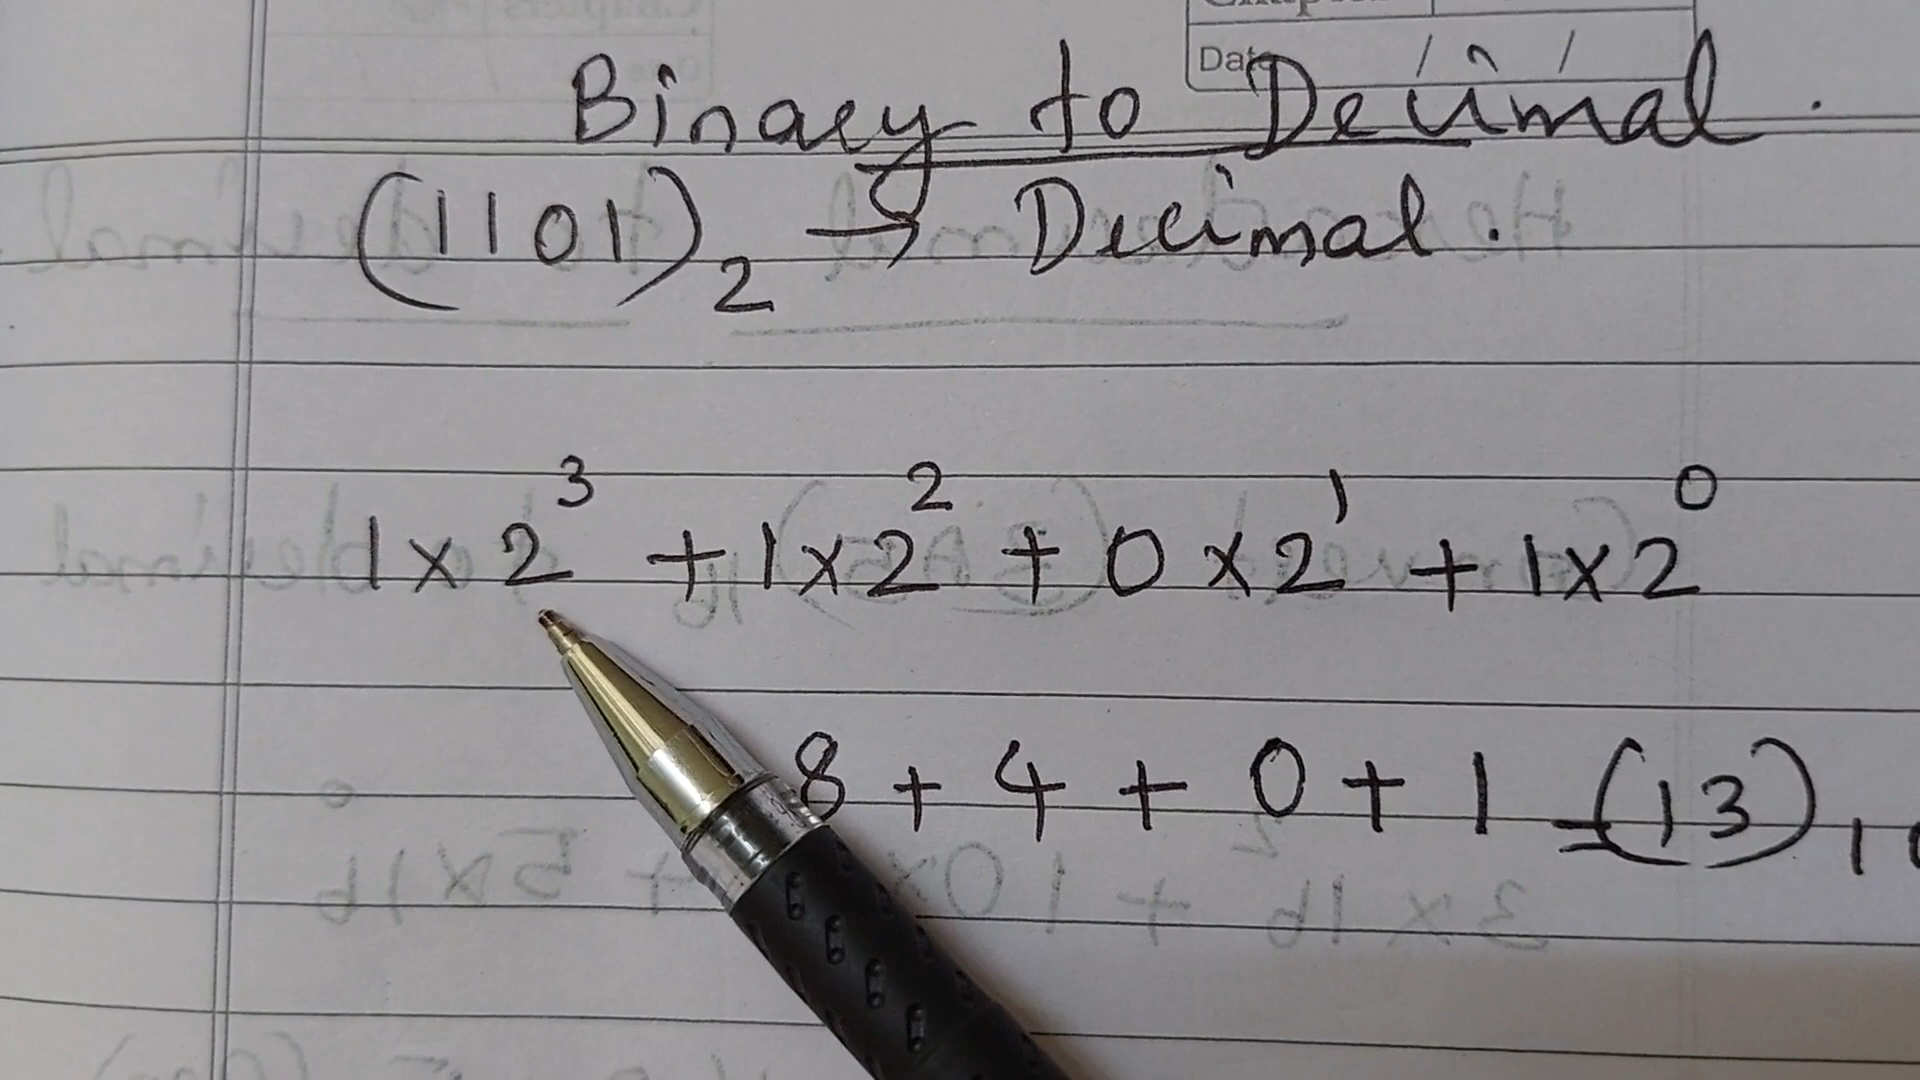 Date / /
Binary to Decimal.
(1101)₂ → Decimal.
1 × 2³ + 1 × 2² + 0 × 2¹ + 1 × 2⁰
8 + 4 + 0 + 1 = (13)₁₀